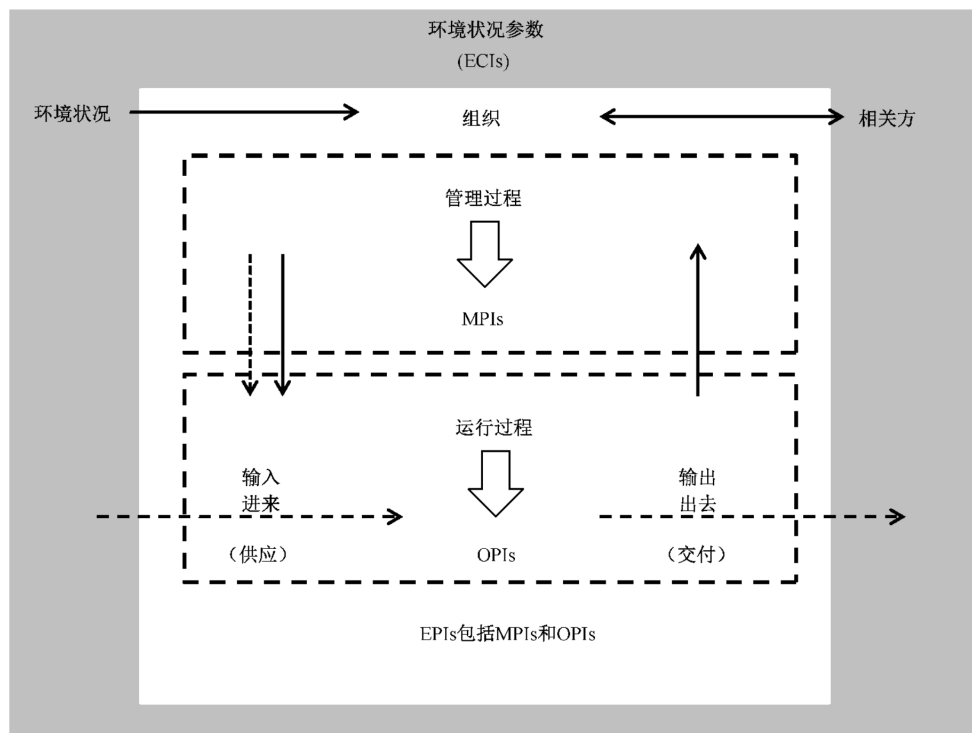 环境状况参数
(ECIs)
环境状况
组织
相关方
管理过程
MPIs
运行过程
输入
进来
输出
出去
（供应）
OPIs
（交付）
EPIs包括MPIs和OPIs